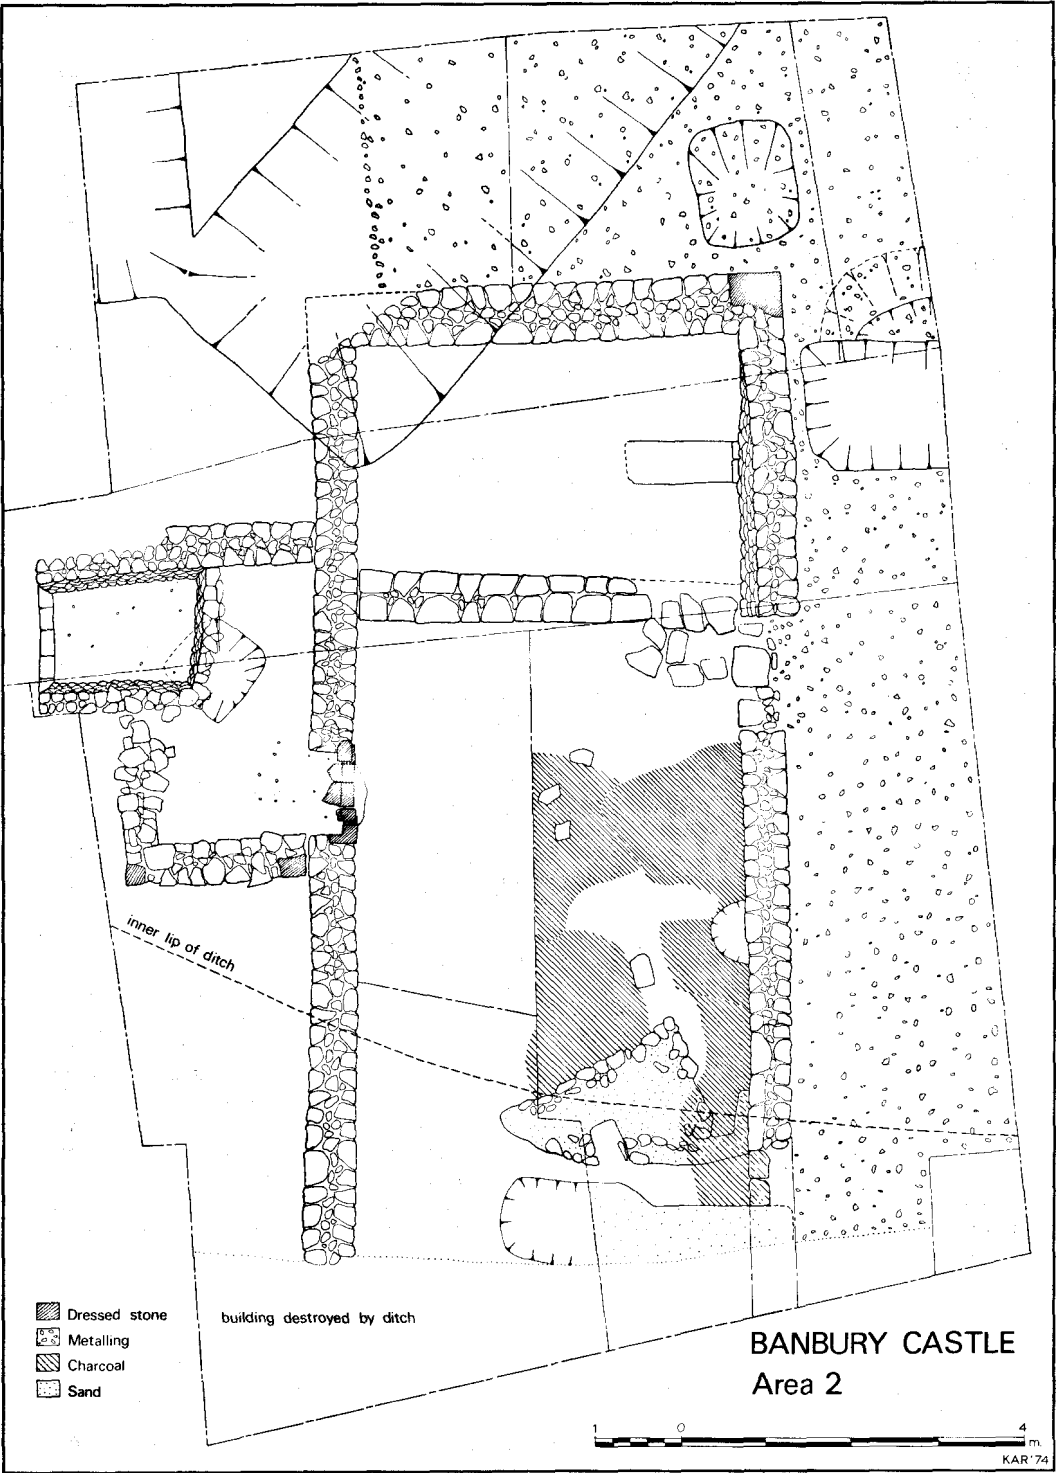 inner lip of ditch
Dressed stone
Metalling
Charcoal
Sand
building destroyed by ditch
BANBURY CASTLE
Area 2
1 0 4
m.
KAR'74